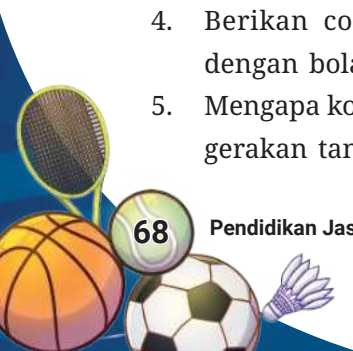 4. Berikan co
dengan bola
5. Mengapa ko
gerakan tan
68 Pendidikan Jas